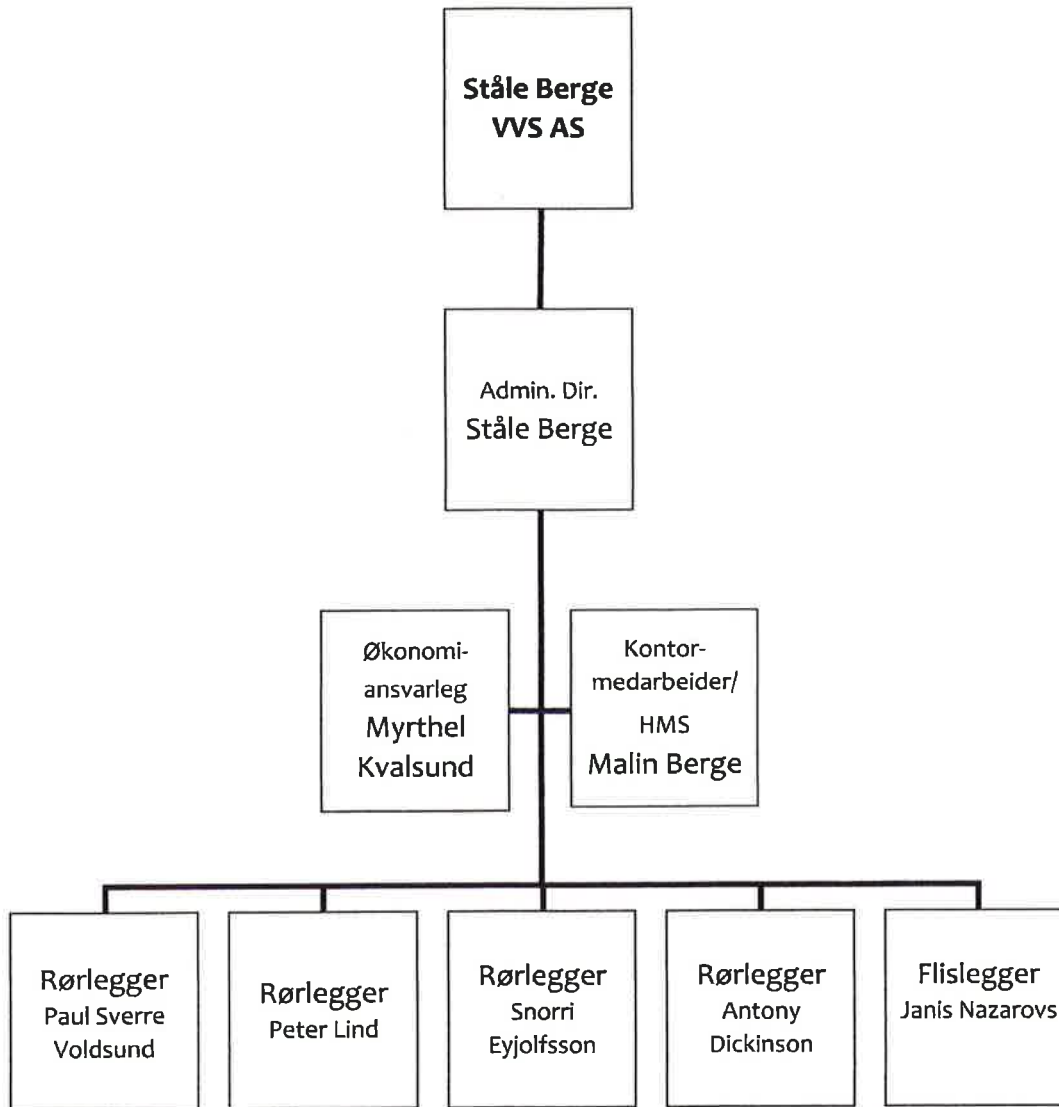 Ståle Berge
VVS AS
Admin. Dir.
Ståle Berge
Økonomi-
ansvarleg
Myrthel
Kvalsund
Kontor-
medarbeider/
HMS
Malin Berge
Rørlegger
Paul Sverre
Voldsund
Rørlegger
Peter Lind
Rørlegger
Snorri
Eyjolfsson
Rørlegger
Antony
Dickinson
Flislegger
Janis Nazarovs